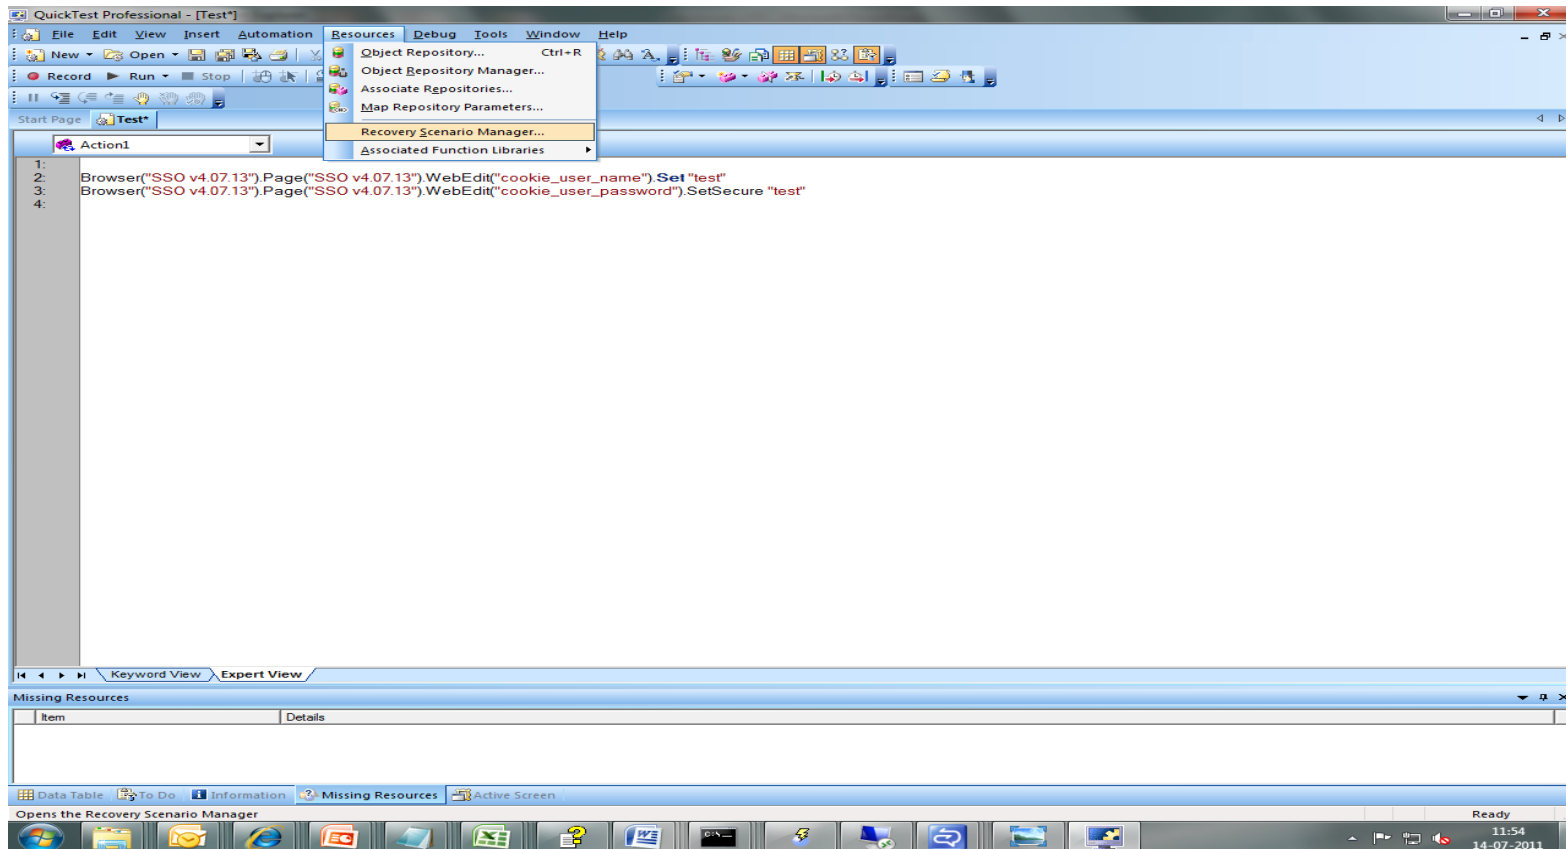 QuickTest Professional - [Test*]
File Edit View Insert Automation Resources Debug Tools Window Help
New Open
Record Run Stop
Object Repository... Ctrl+R
Object Repository Manager...
Associate Repositories...
Map Repository Parameters...
Recovery Scenario Manager...
Associated Function Libraries
Start Page Test*
Action1
1:
2: Browser("SSO v4.07.13").Page("SSO v4.07.13").WebEdit("cookie_user_name").Set "test"
3: Browser("SSO v4.07.13").Page("SSO v4.07.13").WebEdit("cookie_user_password").SetSecure "test"
4:
Keyword View Expert View
Missing Resources
Item Details
Data Table To Do Information Missing Resources Active Screen
Opens the Recovery Scenario Manager Ready
11:54
14-07-2011